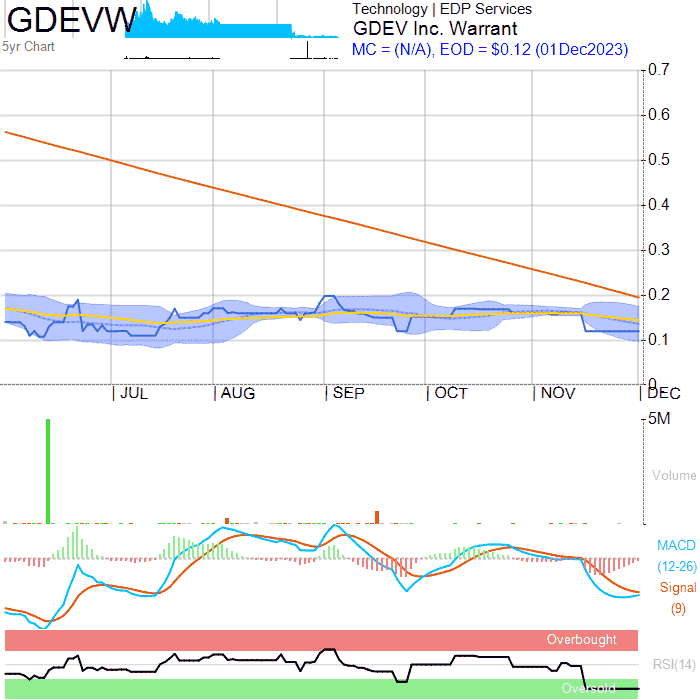 GDEVW
5yr Chart
Technology | EDP Services
GDEV Inc. Warrant
MC = (N/A), EOD = $0.12 (01Dec2023)
0.7
0.6
0.5
0.4
0.3
0.2
0.1
0
JUL AUG SEP OCT NOV DEC
5M
Volume
MACD
(12-26)
Signal
(9)
Overbought
RSI(14)
Oversold